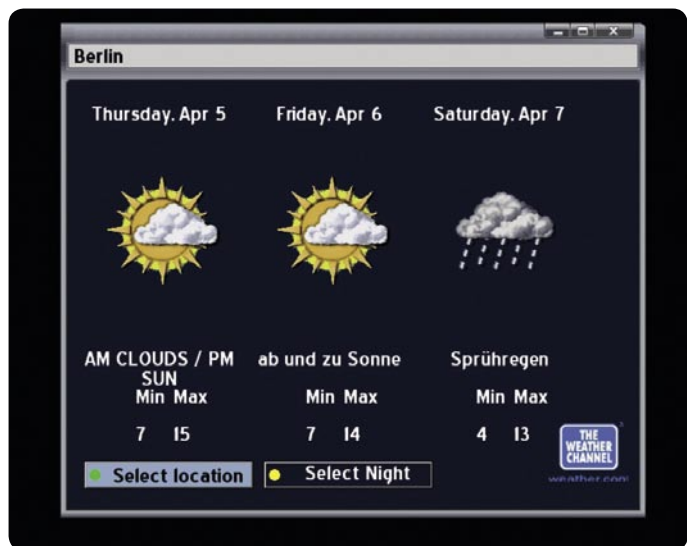 Berlin
Thursday. Apr 5
Friday. Apr 6
Saturday. Apr 7
AM CLOUDS / PM
SUN
ab und zu Sonne
Sprühregen
Min Max
Min Max
Min Max
7 15
7 14
4 13
THE
WEATHER
CHANNEL
weather.com
Select location
Select Night